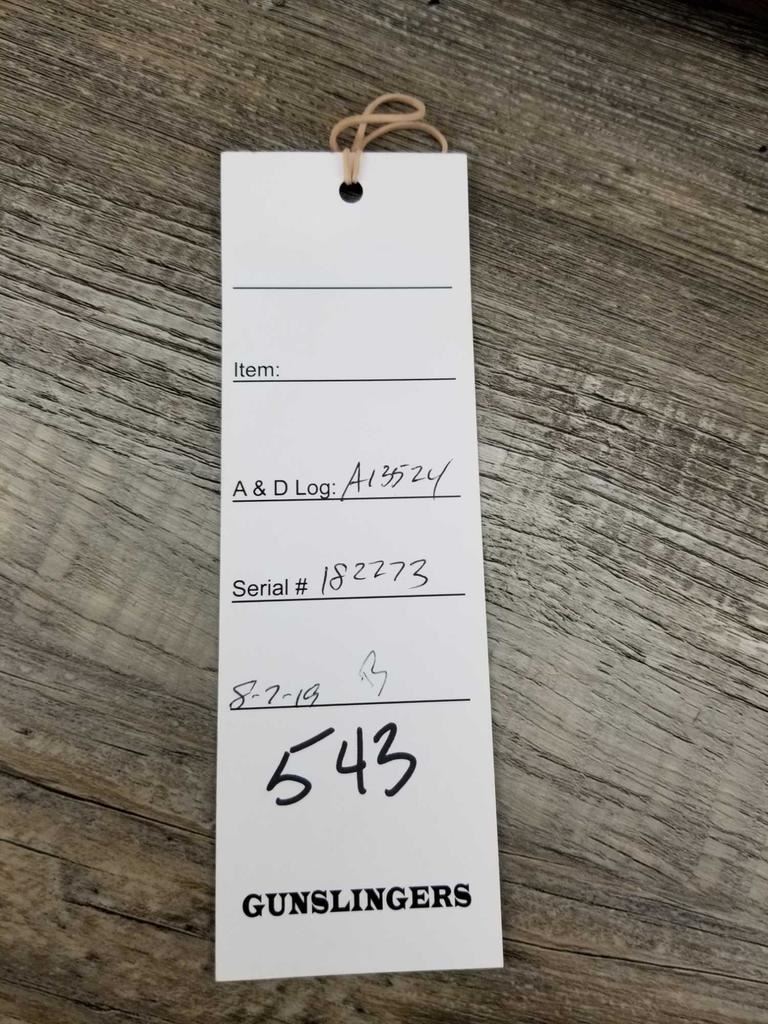 Item:
A & D Log: A13524
Serial # 182273
8-7-19
543
GUNSLINGERS